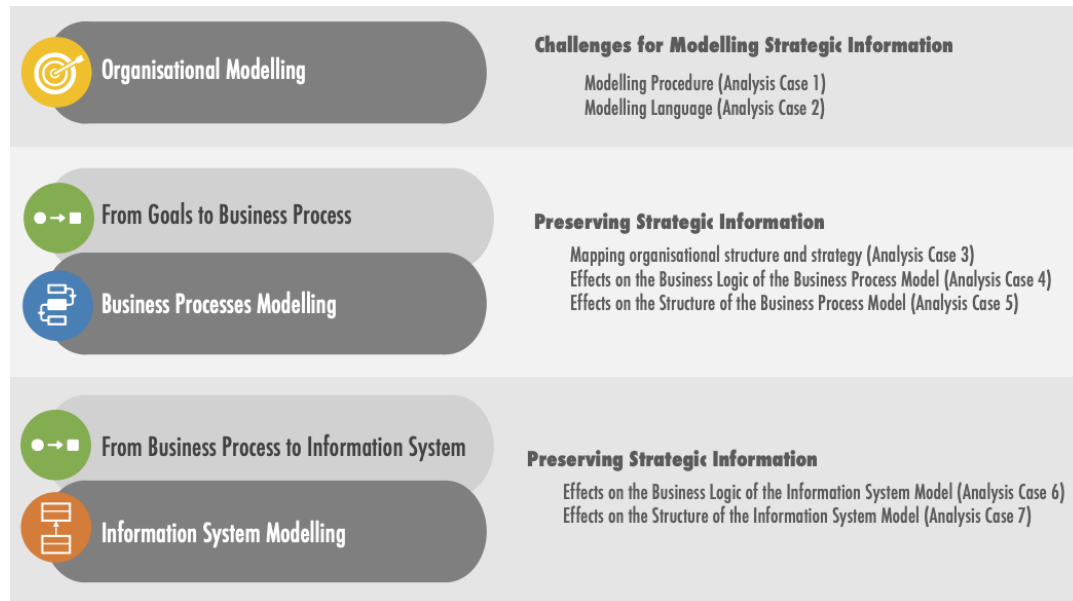 Organisational Modelling
Challenges for Modelling Strategic Information
Modelling Procedure (Analysis Case 1)
Modelling Language (Analysis Case 2)
From Goals to Business Process
Business Processes Modelling
Preserving Strategic Information
Mapping organisational structure and strategy (Analysis Case 3)
Effects on the Business Logic of the Business Process Model (Analysis Case 4)
Effects on the Structure of the Business Process Model (Analysis Case 5)
From Business Process to Information System
Information System Modelling
Preserving Strategic Information
Effects on the Business Logic of the Information System Model (Analysis Case 6)
Effects on the Structure of the Information System Model (Analysis Case 7)